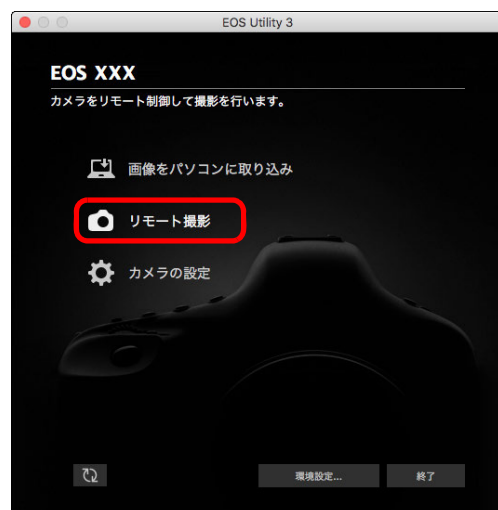 EOS Utility 3
EOS XXX
カメラをリモート制御して撮影を行います。
画像をパソコンに取り込み
リモート撮影
カメラの設定
環境設定... 終了